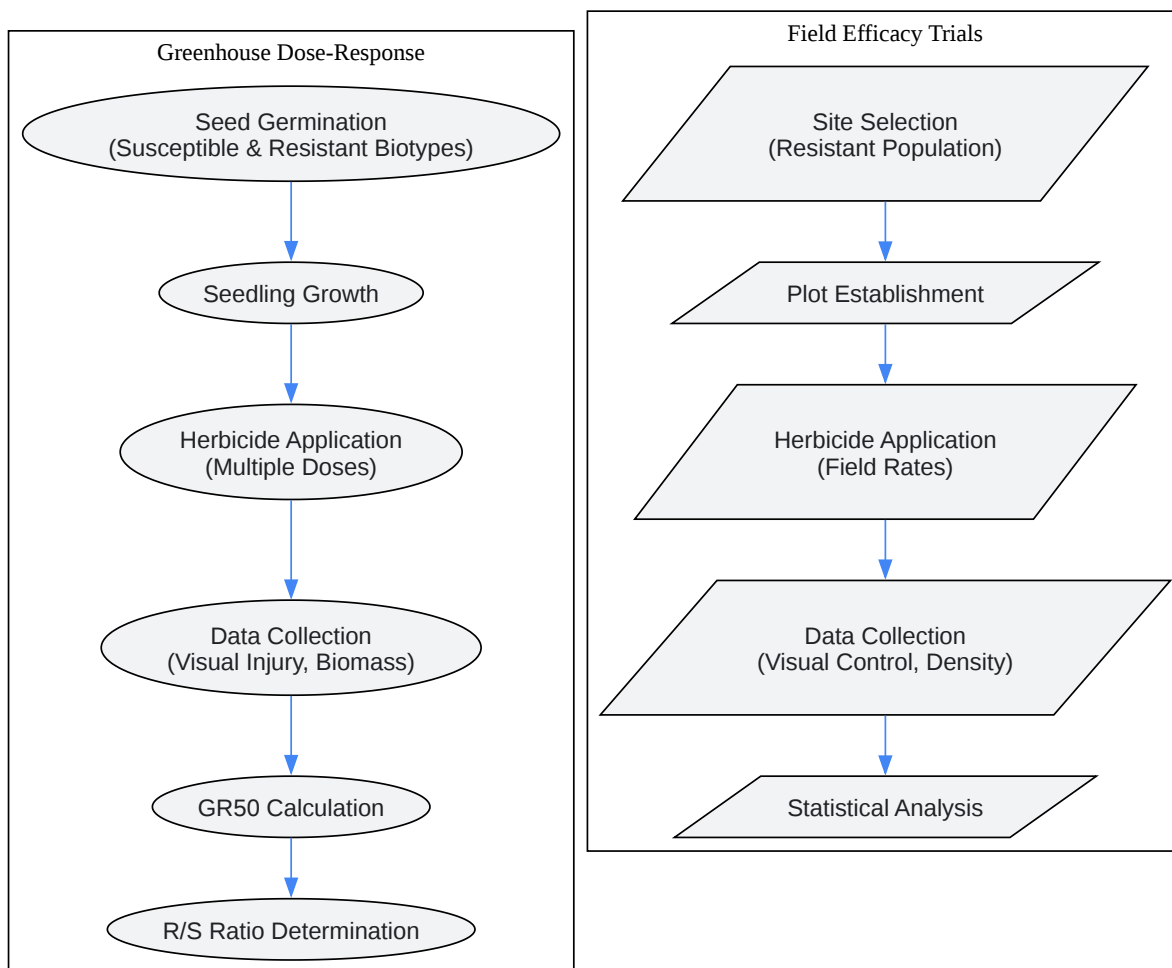 Greenhouse Dose-Response
Seed Germination
(Susceptible & Resistant Biotypes)
Seedling Growth
Herbicide Application
(Multiple Doses)
Data Collection
(Visual Injury, Biomass)
GR50 Calculation
R/S Ratio Determination
Field Efficacy Trials
Site Selection
(Resistant Population)
Plot Establishment
Herbicide Application
(Field Rates)
Data Collection
(Visual Control, Density)
Statistical Analysis